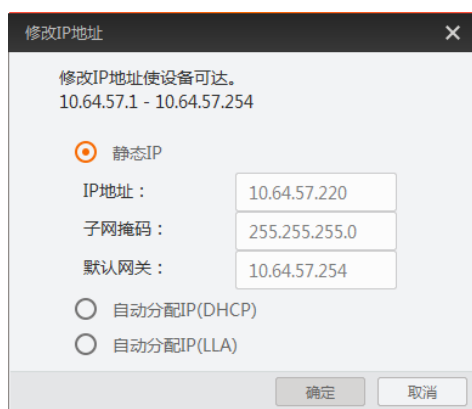 修改IP地址
修改IP地址使设备可达。
10.64.57.1 - 10.64.57.254
静态IP
IP地址： 10.64.57.220
子网掩码： 255.255.255.0
默认网关： 10.64.57.254
自动分配IP(DHCP)
自动分配IP(LLA)
确定 取消